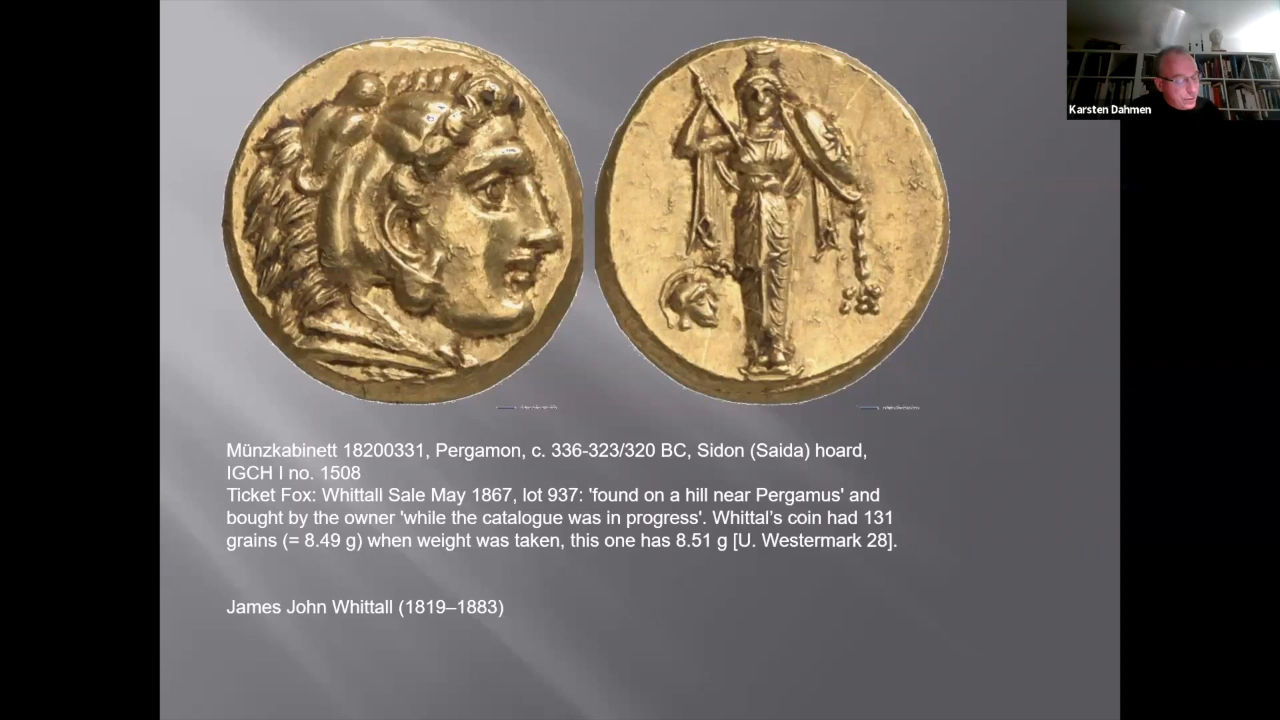 Karsten Dahmen
Münzkabinett 18200331, Pergamon, c. 336-323/320 BC, Sidon (Saida) hoard,
IGCH I no. 1508
Ticket Fox: Whittall Sale May 1867, lot 937: 'found on a hill near Pergamus' and
bought by the owner 'while the catalogue was in progress'. Whittal’s coin had 131
grains (= 8.49 g) when weight was taken, this one has 8.51 g [U. Westermark 28].
James John Whittall (1819–1883)